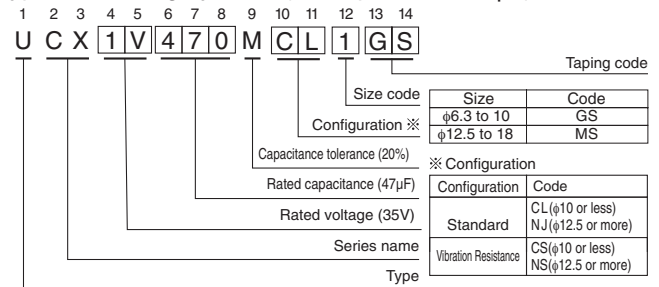 1 2 3 4 5 6 7 8 9 10 11 12 13 14
U C X 1 V 4 7 0 M C L 1 G S
Taping code
Size code
Size Code
ϕ6.3 to 10 GS
ϕ12.5 to 18 MS
Configuration ※
Capacitance tolerance (20%)
※ Configuration
Rated capacitance (47µF)
Configuration Code
Rated voltage (35V)
Standard
CL(ϕ10 or less)
NJ(ϕ12.5 or more)
Series name
Vibration Resistance
CS(ϕ10 or less)
NS(ϕ12.5 or more)
Type